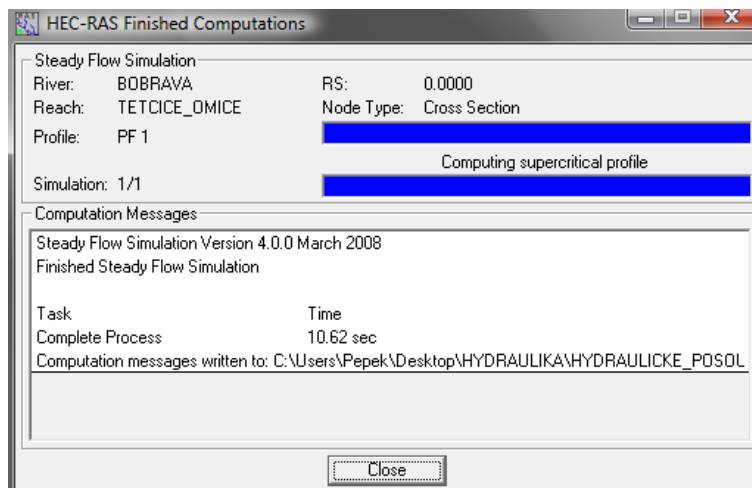 HEC-RAS Finished Computations
Steady Flow Simulation
River: BOBRAVA RS: 0.0000
Reach: TETCICE_OMICE Node Type: Cross Section
Profile: PF 1
Computing supercritical profile
Simulation: 1/1
Computation Messages
Steady Flow Simulation Version 4.0.0 March 2008
Finished Steady Flow Simulation
Task Time
Complete Process 10.62 sec
Computation messages written to: C:\Users\Pepek\Desktop\HYDRAULIKA\HYDRAULICKE_POSOL
Close